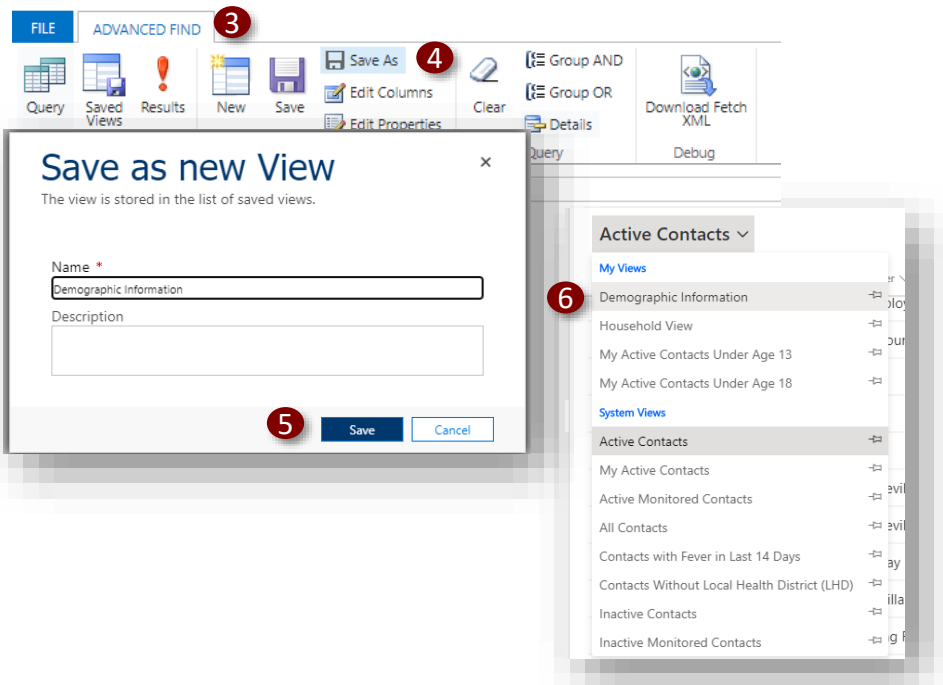 FILE
ADVANCED FIND
3
Save As
4
Group AND
Edit Columns
Group OR
Query
Saved Views
Results
New
Save
Clear
Download Fetch XML
Edit Properties
Details
Query
Debug
Save as new View
×
The view is stored in the list of saved views.
Name *
Demographic Information
Description
5
Save
Cancel
Active Contacts
My Views
6
Demographic Information
Household View
My Active Contacts Under Age 13
My Active Contacts Under Age 18
System Views
Active Contacts
My Active Contacts
Active Monitored Contacts
All Contacts
Contacts with Fever in Last 14 Days
Contacts Without Local Health District (LHD)
Inactive Contacts
Inactive Monitored Contacts